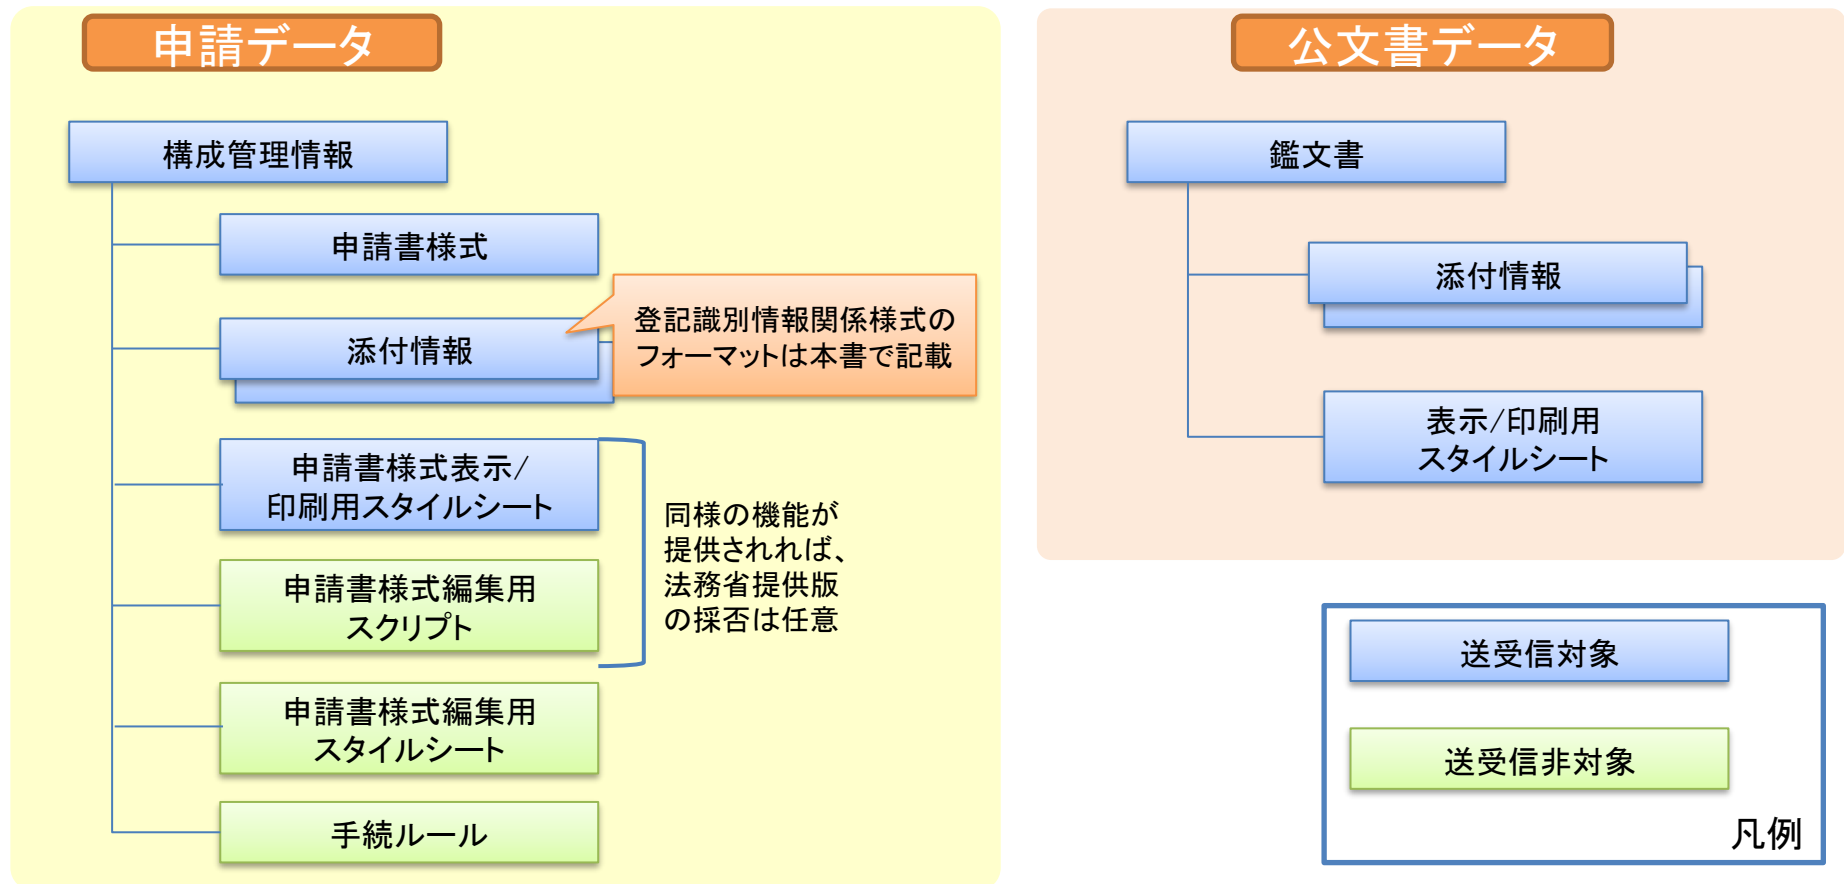 申請データ
構成管理情報
申請書様式
添付情報
登記識別情報関係様式の
フォーマットは本書で記載
申請書様式表示/
印刷用スタイルシート
申請書様式編集用
スクリプト
同様の機能が
提供されれば、
法務省提供版
の採否は任意
申請書様式編集用
スタイルシート
手続ルール
公文書データ
鑑文書
添付情報
表示/印刷用
スタイルシート
送受信対象
送受信非対象
凡例